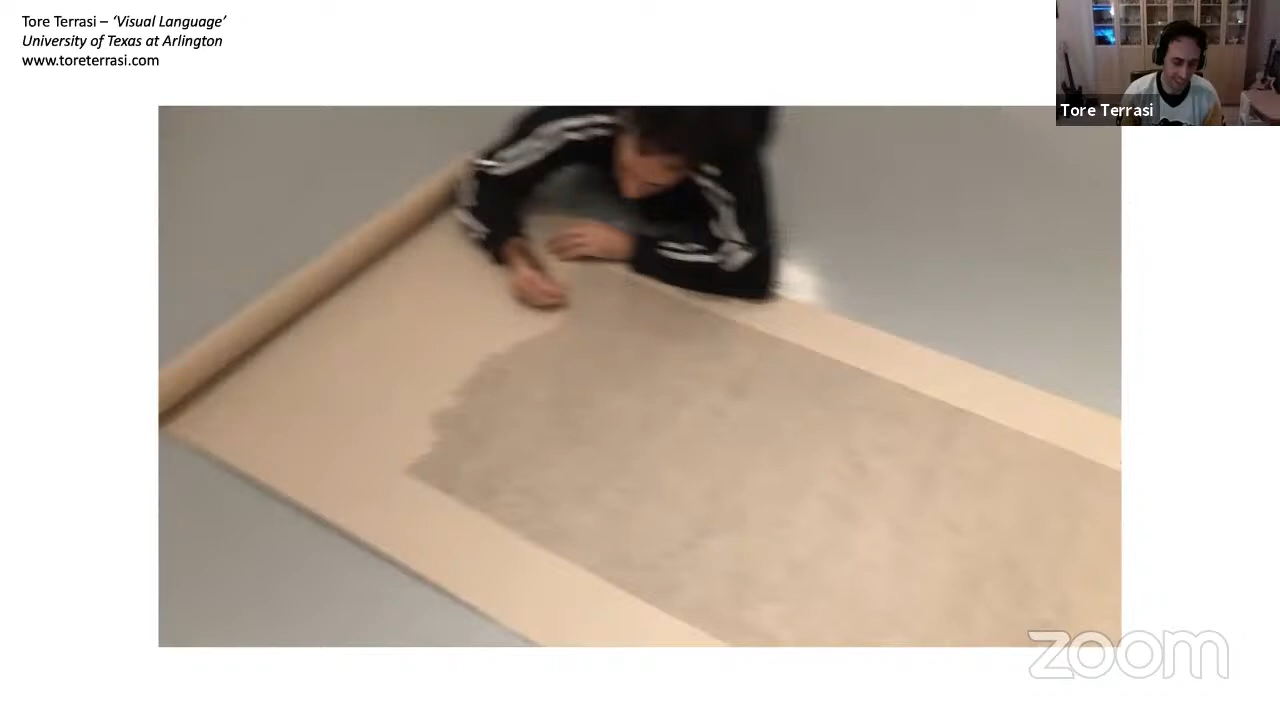 Tore Terrasi – ‘Visual Language’
University of Texas at Arlington
www.toreterrasi.com
Tore Terrasi
zoom